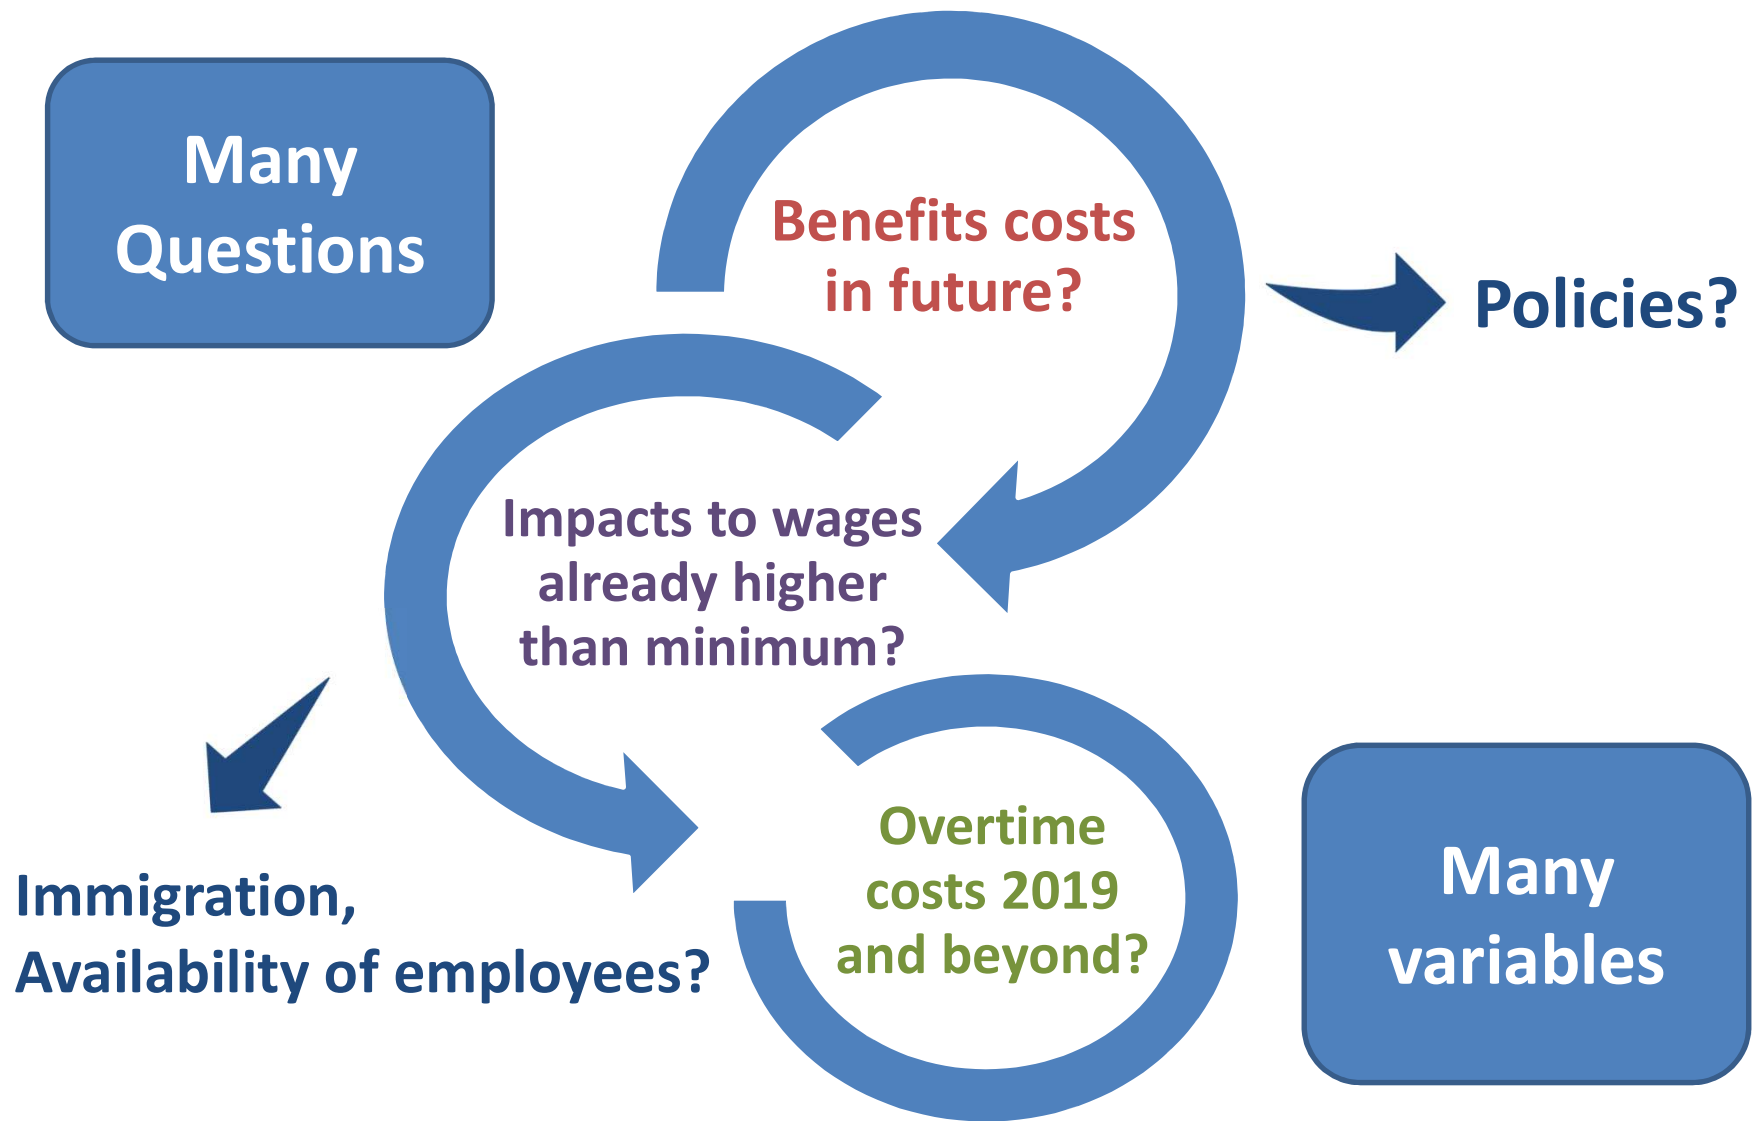 Many
Questions
Benefits costs
in future?
Policies?
Impacts to wages
already higher
than minimum?
Immigration,
Availability of employees?
Overtime
costs 2019
and beyond?
Many
variables